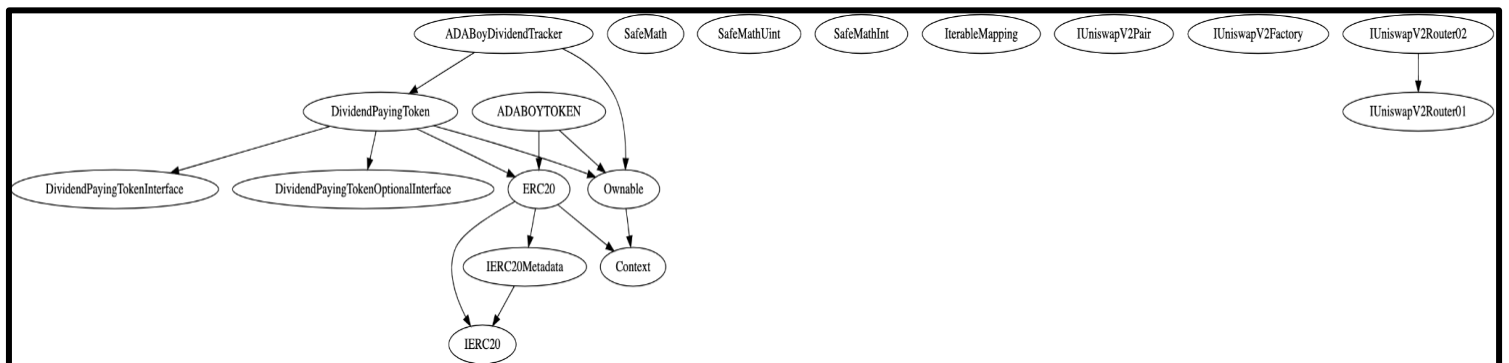 ADABoyDividendTracker SafeMath SafeMathUint SafeMathInt IterableMapping IUniswapV2Pair IUniswapV2Factory IUniswapV2Router02
DividendPayingToken ADABOYTOKEN IUniswapV2Router01
DividendPayingTokenInterface DividendPayingTokenOptionalInterface ERC20 Ownable
IERC20Metadata Context
IERC20